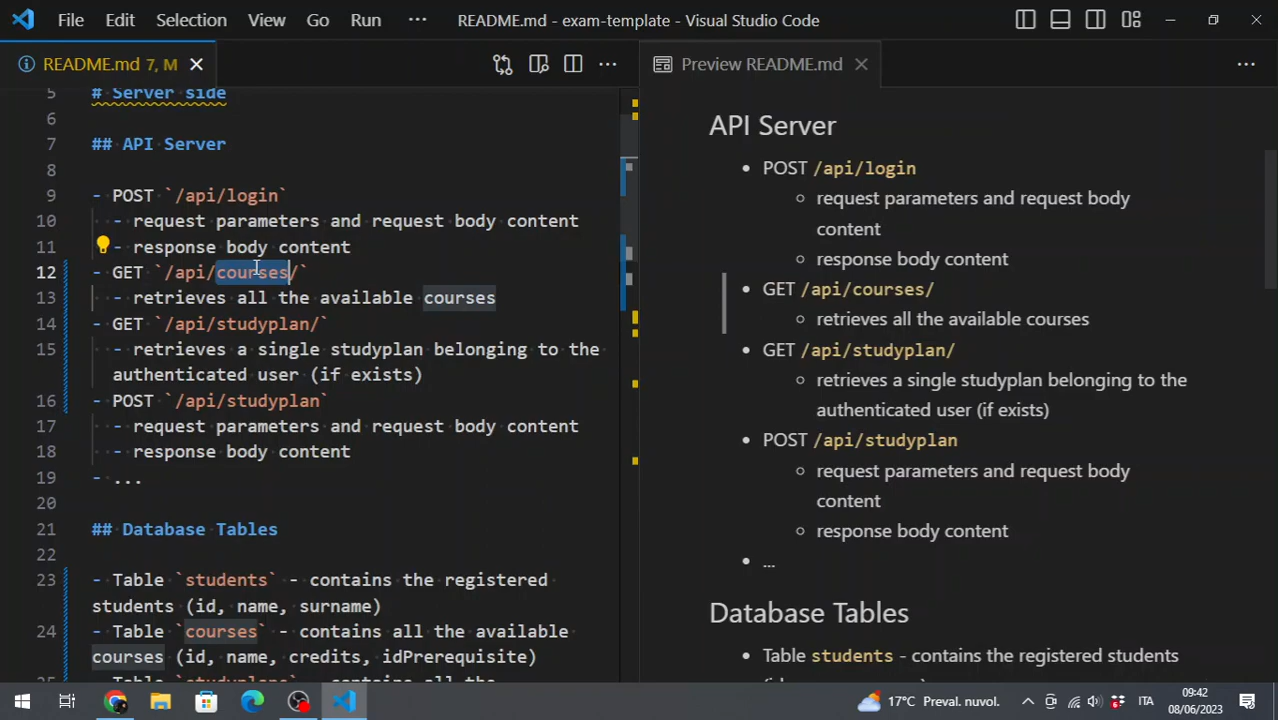 File Edit Selection View Go Run ··· README.md - exam-template - Visual Studio Code
README.md 7, M
Preview README.md
5 # Server side
6
7 ## API Server
8
9 - POST `/api/login`
10 - request parameters and request body content
11 - response body content
12 - GET `/api/courses/`
13 - retrieves all the available courses
14 - GET `/api/studyplan/`
15 - retrieves a single studyplan belonging to the
authenticated user (if exists)
16 - POST `/api/studyplan`
17 - request parameters and request body content
18 - response body content
19 - ...
20
21 ## Database Tables
22
23 - Table `students` - contains the registered
students (id, name, surname)
24 - Table `courses` - contains all the available
courses (id, name, credits, idPrerequisite)
API Server
• POST /api/login
○ request parameters and request body
content
○ response body content
• GET /api/courses/
○ retrieves all the available courses
• GET /api/studyplan/
○ retrieves a single studyplan belonging to the
authenticated user (if exists)
• POST /api/studyplan
○ request parameters and request body
content
○ response body content
• ...
Database Tables
• Table students - contains the registered students
17°C Preval. nuvol. ITA 09:42
08/06/2023